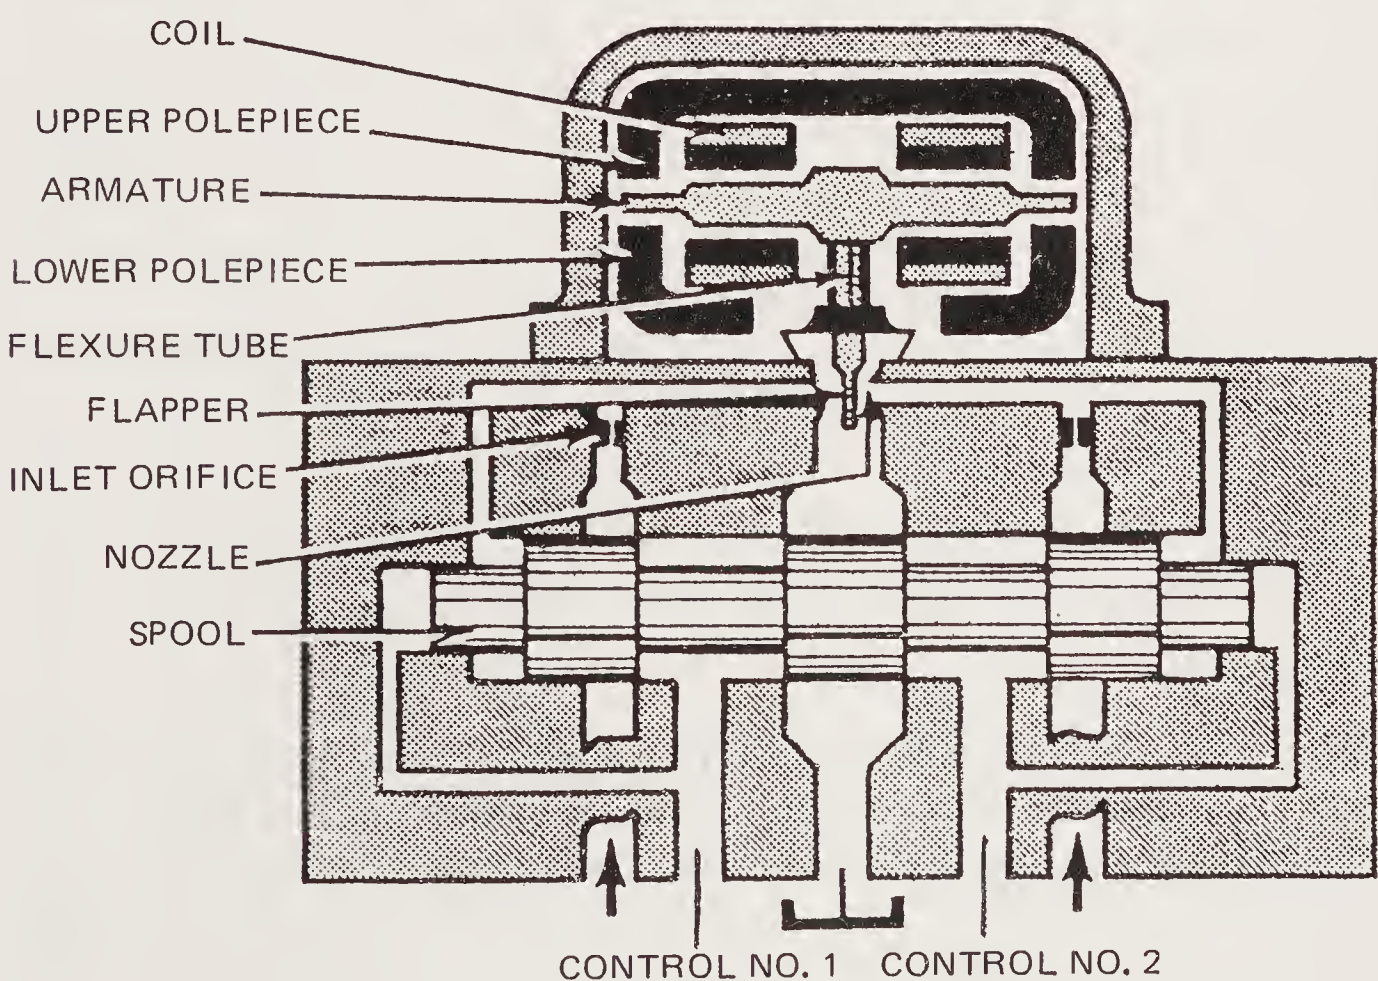 COIL
UPPER POLEPIECE
ARMATURE
LOWER POLEPIECE
FLEXURE TUBE
FLAPPER
INLET ORIFICE
NOZZLE
SPOOL
CONTROL NO. 1 CONTROL NO. 2